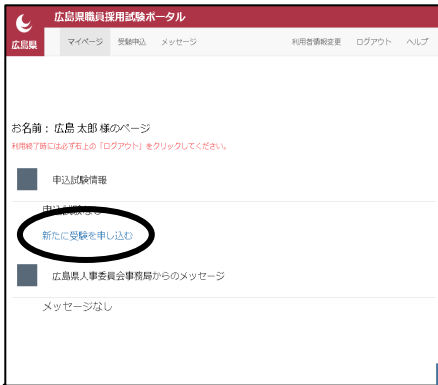 広島県職員採用試験ポータル
広島県
マイページ 受験申込 メッセージ 利用者情報変更 ログアウト ヘルプ
お名前：広島 太郎 様のページ
利用終了時には必ず右上の「ログアウト」をクリックしてください。
申込試験情報
申込試験なし
新たに受験を申し込む
広島県人事委員会事務局からのメッセージ
メッセージなし